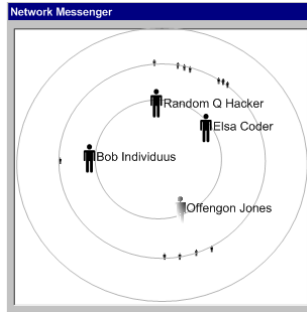 Network Messenger
Random Q Hacker
Elsa Coder
Bob Individuus
Offengon Jones